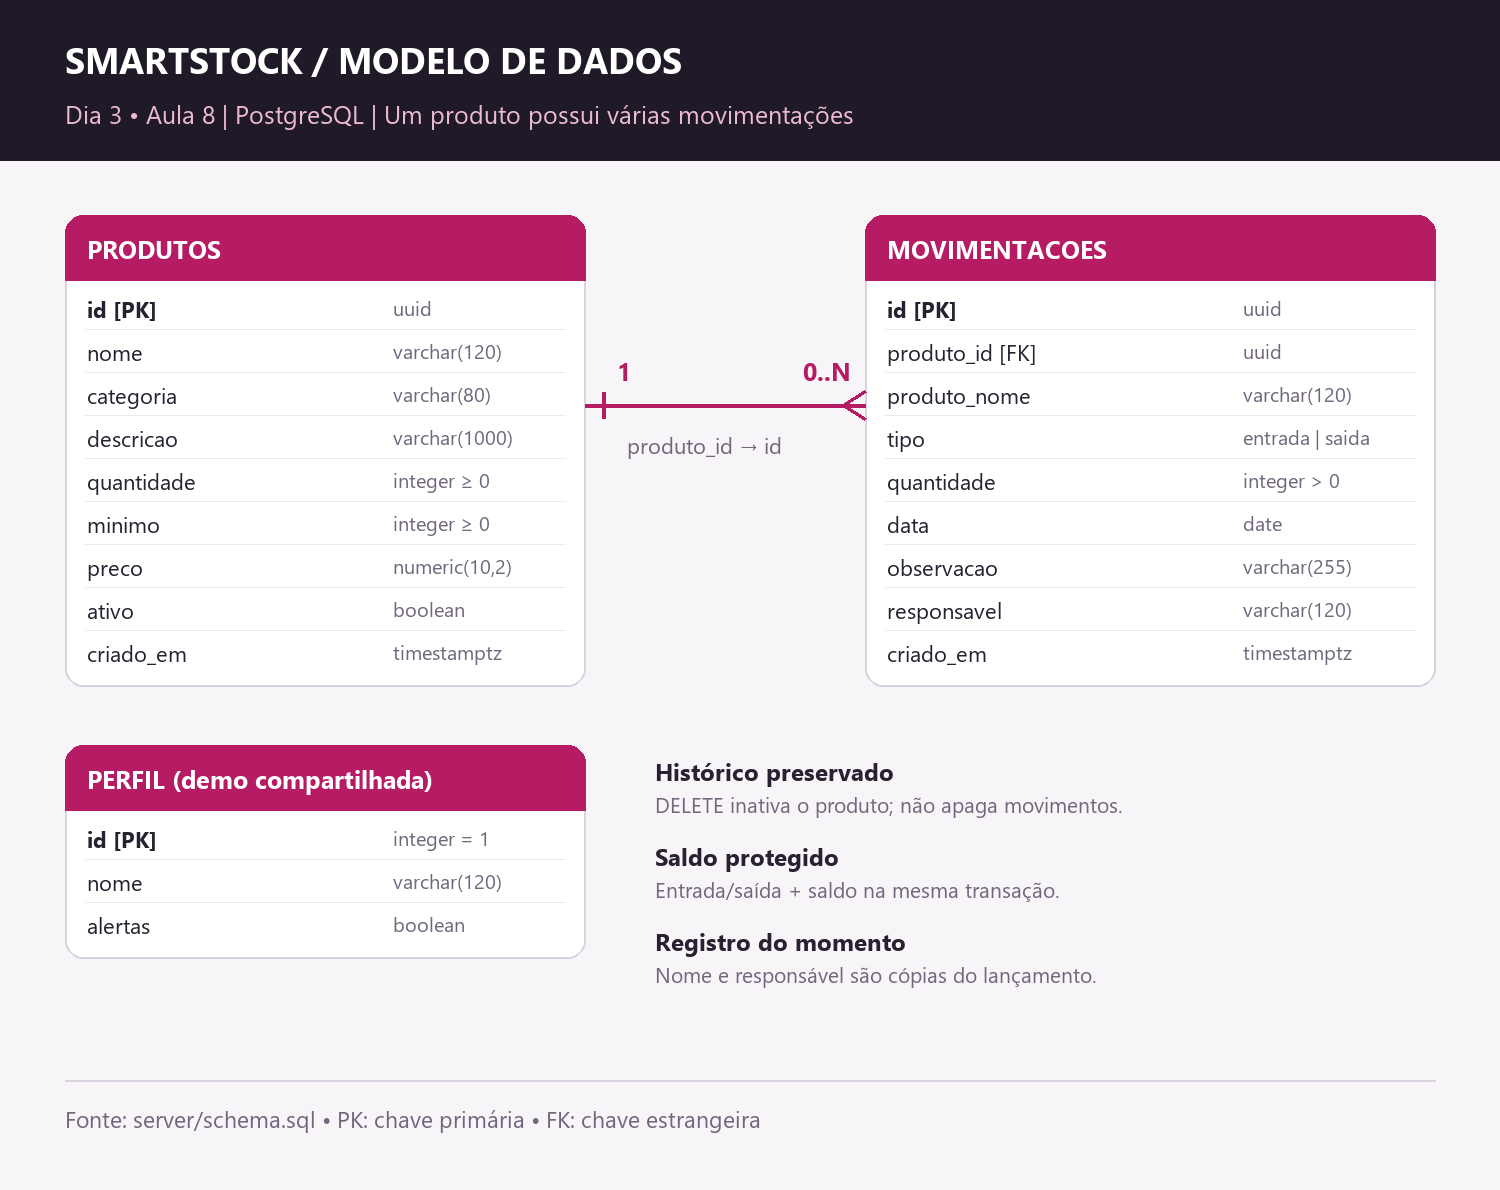 SMARTSTOCK / MODELO DE DADOS
Dia 3 • Aula 8 | PostgreSQL | Um produto possui várias movimentações
PRODUTOS
id [PK] uuid
nome varchar(120)
categoria varchar(80)
descricao varchar(1000)
quantidade integer ≥ 0
minimo integer ≥ 0
preco numeric(10,2)
ativo boolean
criado_em timestamptz
1 0..N
produto_id → id
MOVIMENTACOES
id [PK] uuid
produto_id [FK] uuid
produto_nome varchar(120)
tipo entrada | saida
quantidade integer > 0
data date
observacao varchar(255)
responsavel varchar(120)
criado_em timestamptz
PERFIL (demo compartilhada)
id [PK] integer = 1
nome varchar(120)
alertas boolean
Histórico preservado
DELETE inativa o produto; não apaga movimentos.
Saldo protegido
Entrada/saída + saldo na mesma transação.
Registro do momento
Nome e responsável são cópias do lançamento.
Fonte: server/schema.sql • PK: chave primária • FK: chave estrangeira